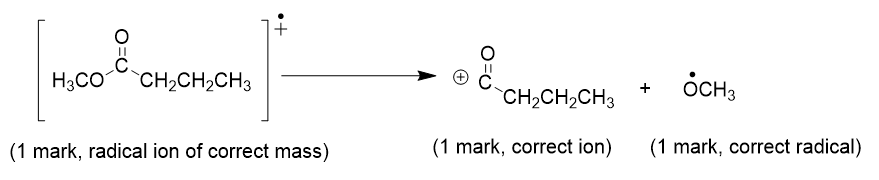 [H₃CO-C(=O)-CH₂CH₂CH₃]•+ ⊕C(=O)-CH₂CH₂CH₃ + •OCH₃
(1 mark, radical ion of correct mass) (1 mark, correct ion) (1 mark, correct radical)